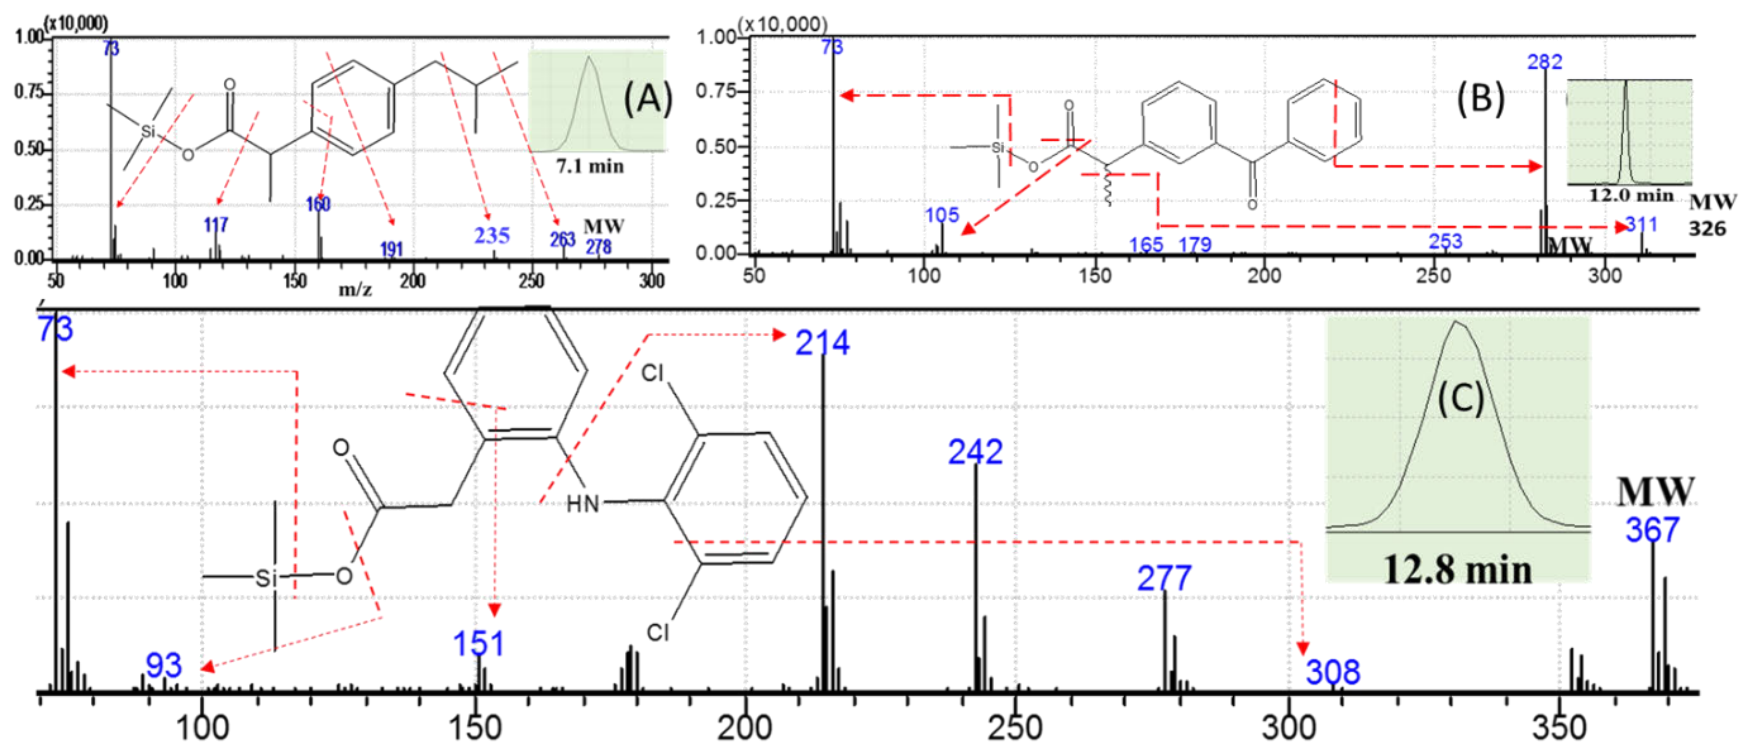 (x10,000)
1.00
73
0.75
O
Si
O
(A)
0.50
7.1 min
0.25
117
160
191
235
263
MW
278
0.00
50
100
150
200
250
300
m/z
(x10,000)
1.00
73
282
0.75
O
(B)
0.50
Si
O
O
12.0 min
0.25
105
165
179
253
MW
311
MW
326
0.00
50
100
150
200
250
300
73
214
Cl
(C)
O
242
HN
MW
367
Si
O
277
12.8 min
Cl
93
151
308
100
150
200
250
300
350